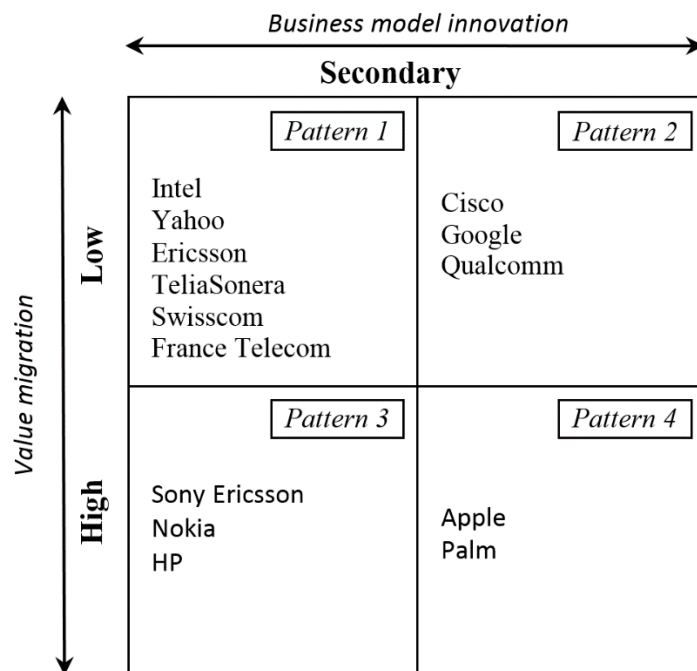 Business model innovation
Secondary
Value migration
Low
High
Pattern 1
Intel
Yahoo
Ericsson
TeliaSonera
Swisscom
France Telecom
Pattern 2
Cisco
Google
Qualcomm
Pattern 3
Sony Ericsson
Nokia
HP
Pattern 4
Apple
Palm